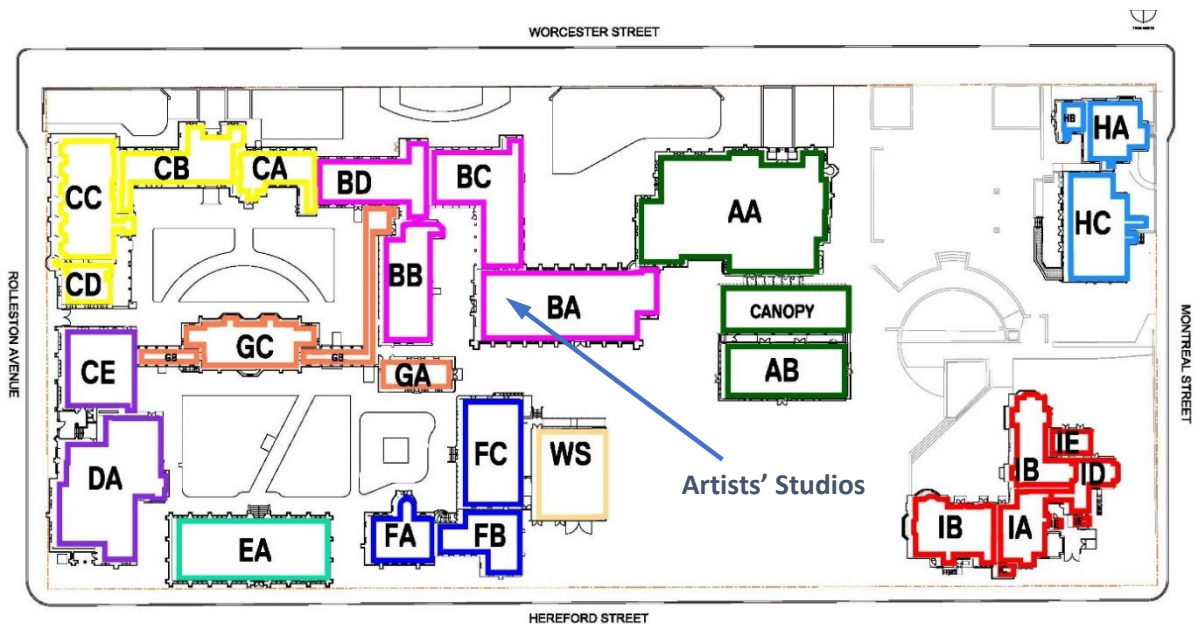 WORCESTER STREET
HB
HA
CC
CB
CA
BD
BC
AA
HC
CD
BB
BA
CANOPY
ROLLESTON AVENUE
MONTREAL STREET
CE
GB
GC
GB
GA
AB
DA
FC
WS
Artists’ Studios
IE
IB
ID
EA
FA
FB
IB
IA
HEREFORD STREET